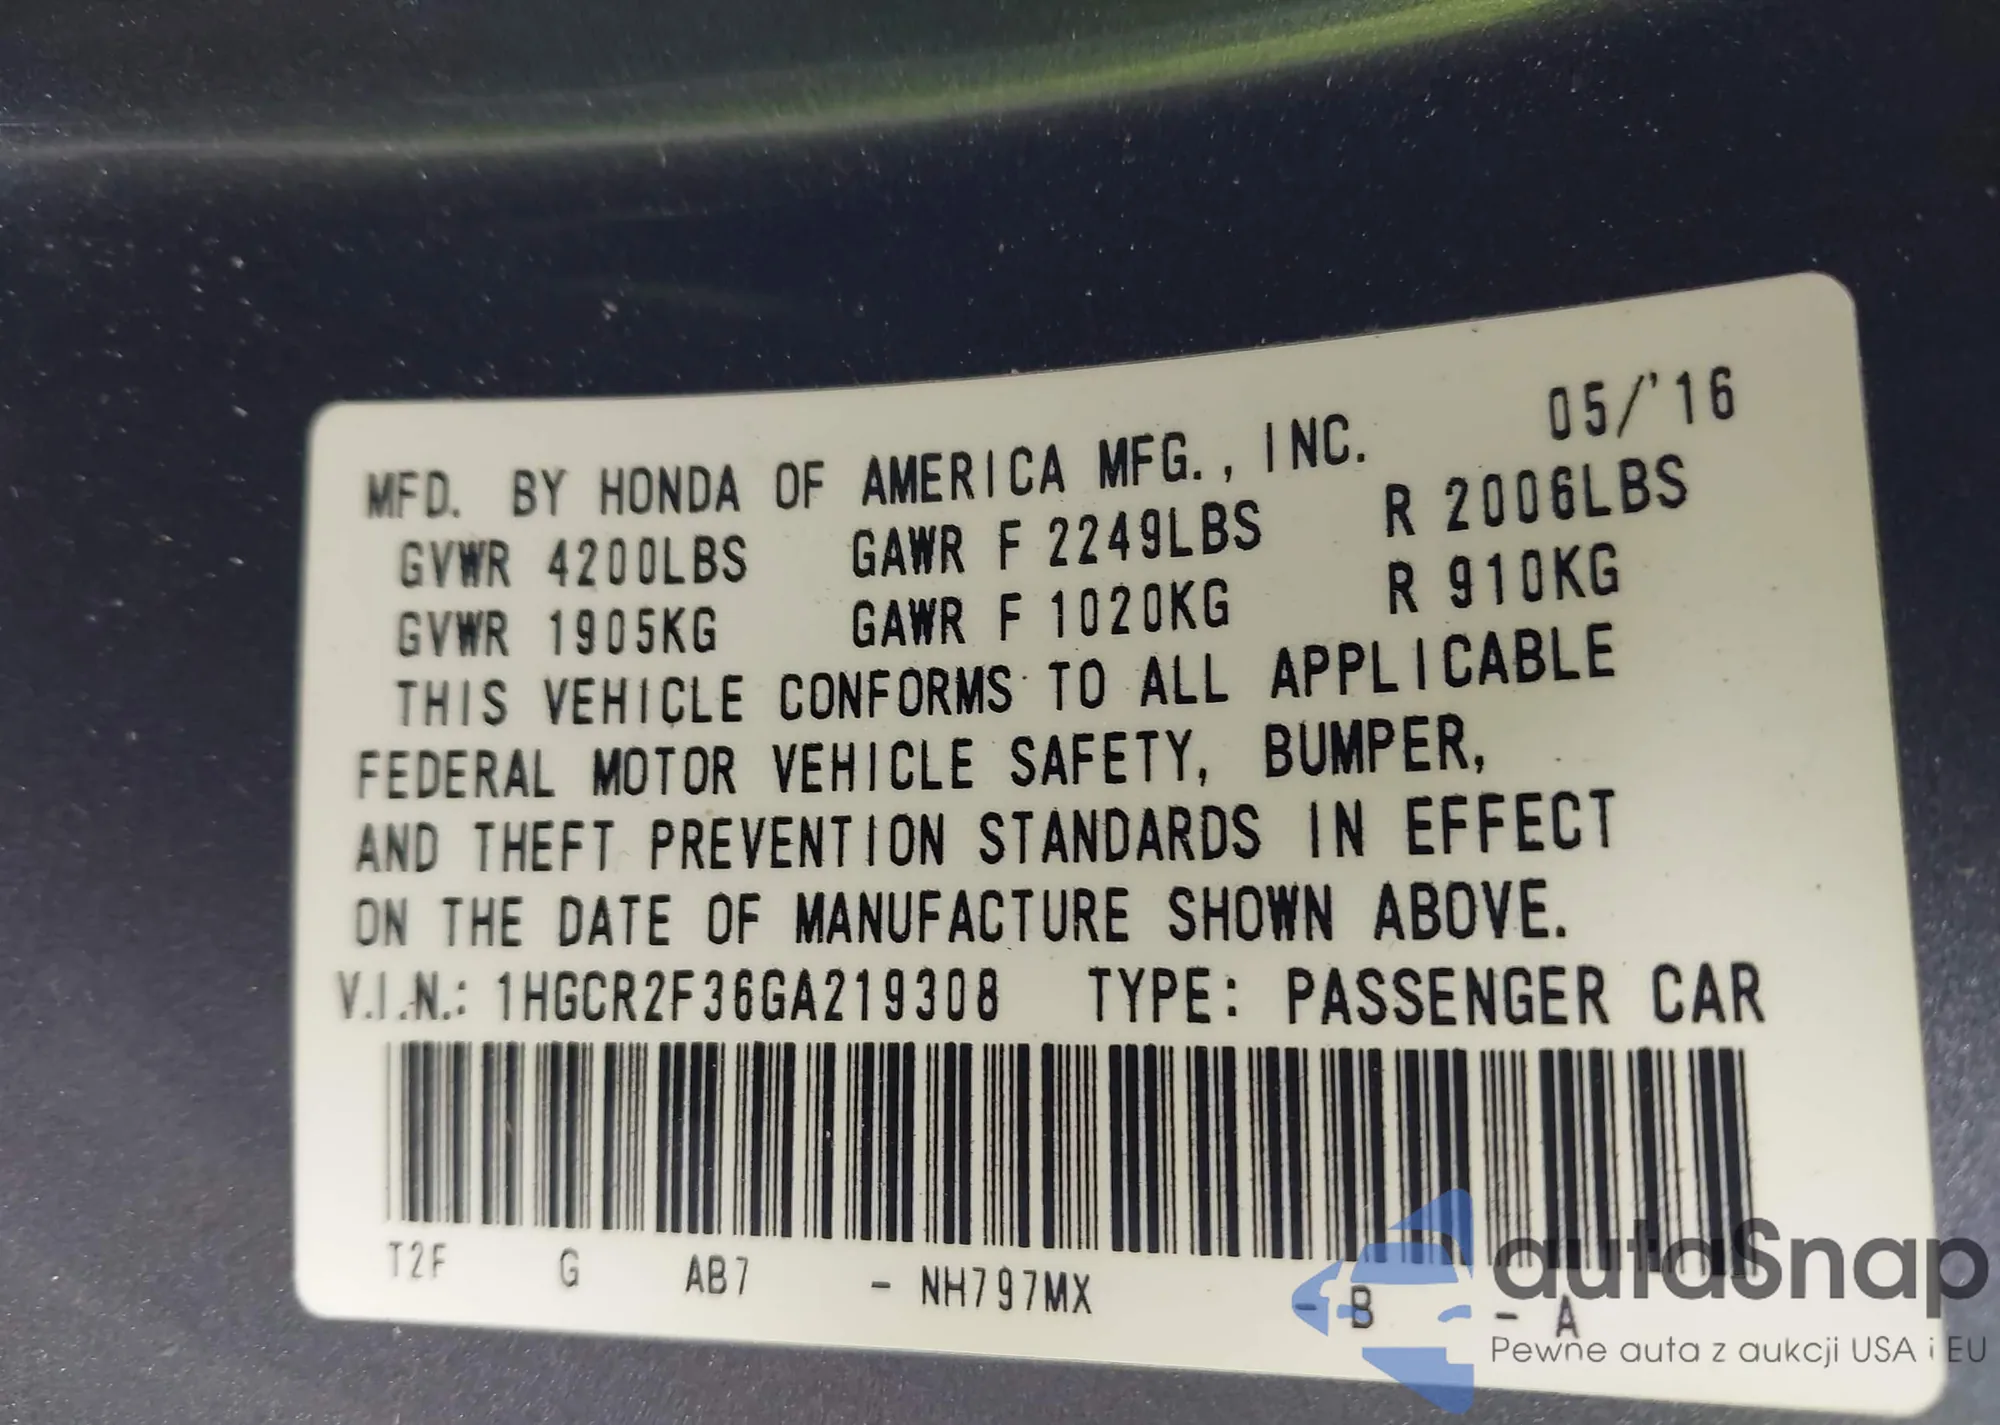 MFD. BY HONDA OF AMERICA MFG., INC. 05/'16
GVWR 4200LBS GAWR F 2249LBS R 2006LBS
GVWR 1905KG GAWR F 1020KG R 910KG
THIS VEHICLE CONFORMS TO ALL APPLICABLE
FEDERAL MOTOR VEHICLE SAFETY, BUMPER,
AND THEFT PREVENTION STANDARDS IN EFFECT
ON THE DATE OF MANUFACTURE SHOWN ABOVE.
V.I.N.: 1HGCR2F36GA219308 TYPE: PASSENGER CAR
T2F G AB7 - NH797MX - B - A
autaSnap
Pewne auta z aukcji USA i EU